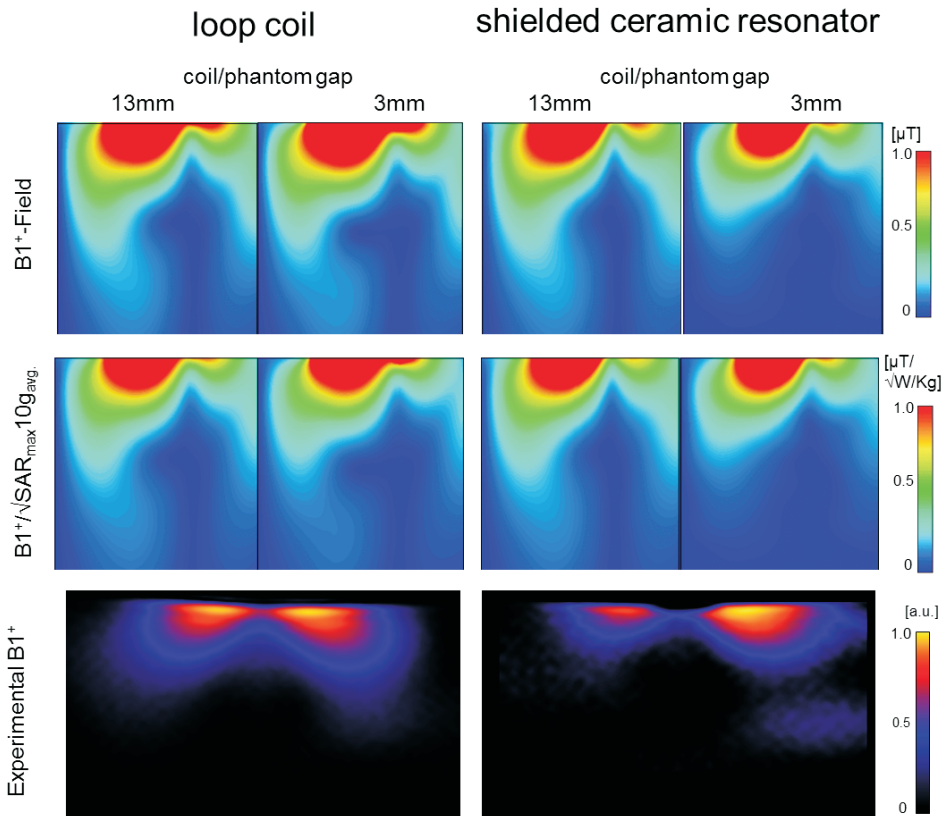 loop coil
shielded ceramic resonator
coil/phantom gap
coil/phantom gap
13mm
3mm
13mm
3mm
B1⁺-Field
[µT]
1.0
0.5
0
B1⁺/√SARmax10gavg.
[µT/
√W/Kg]
1.0
0.5
0
Experimental B1⁺
[a.u.]
1.0
0.5
0